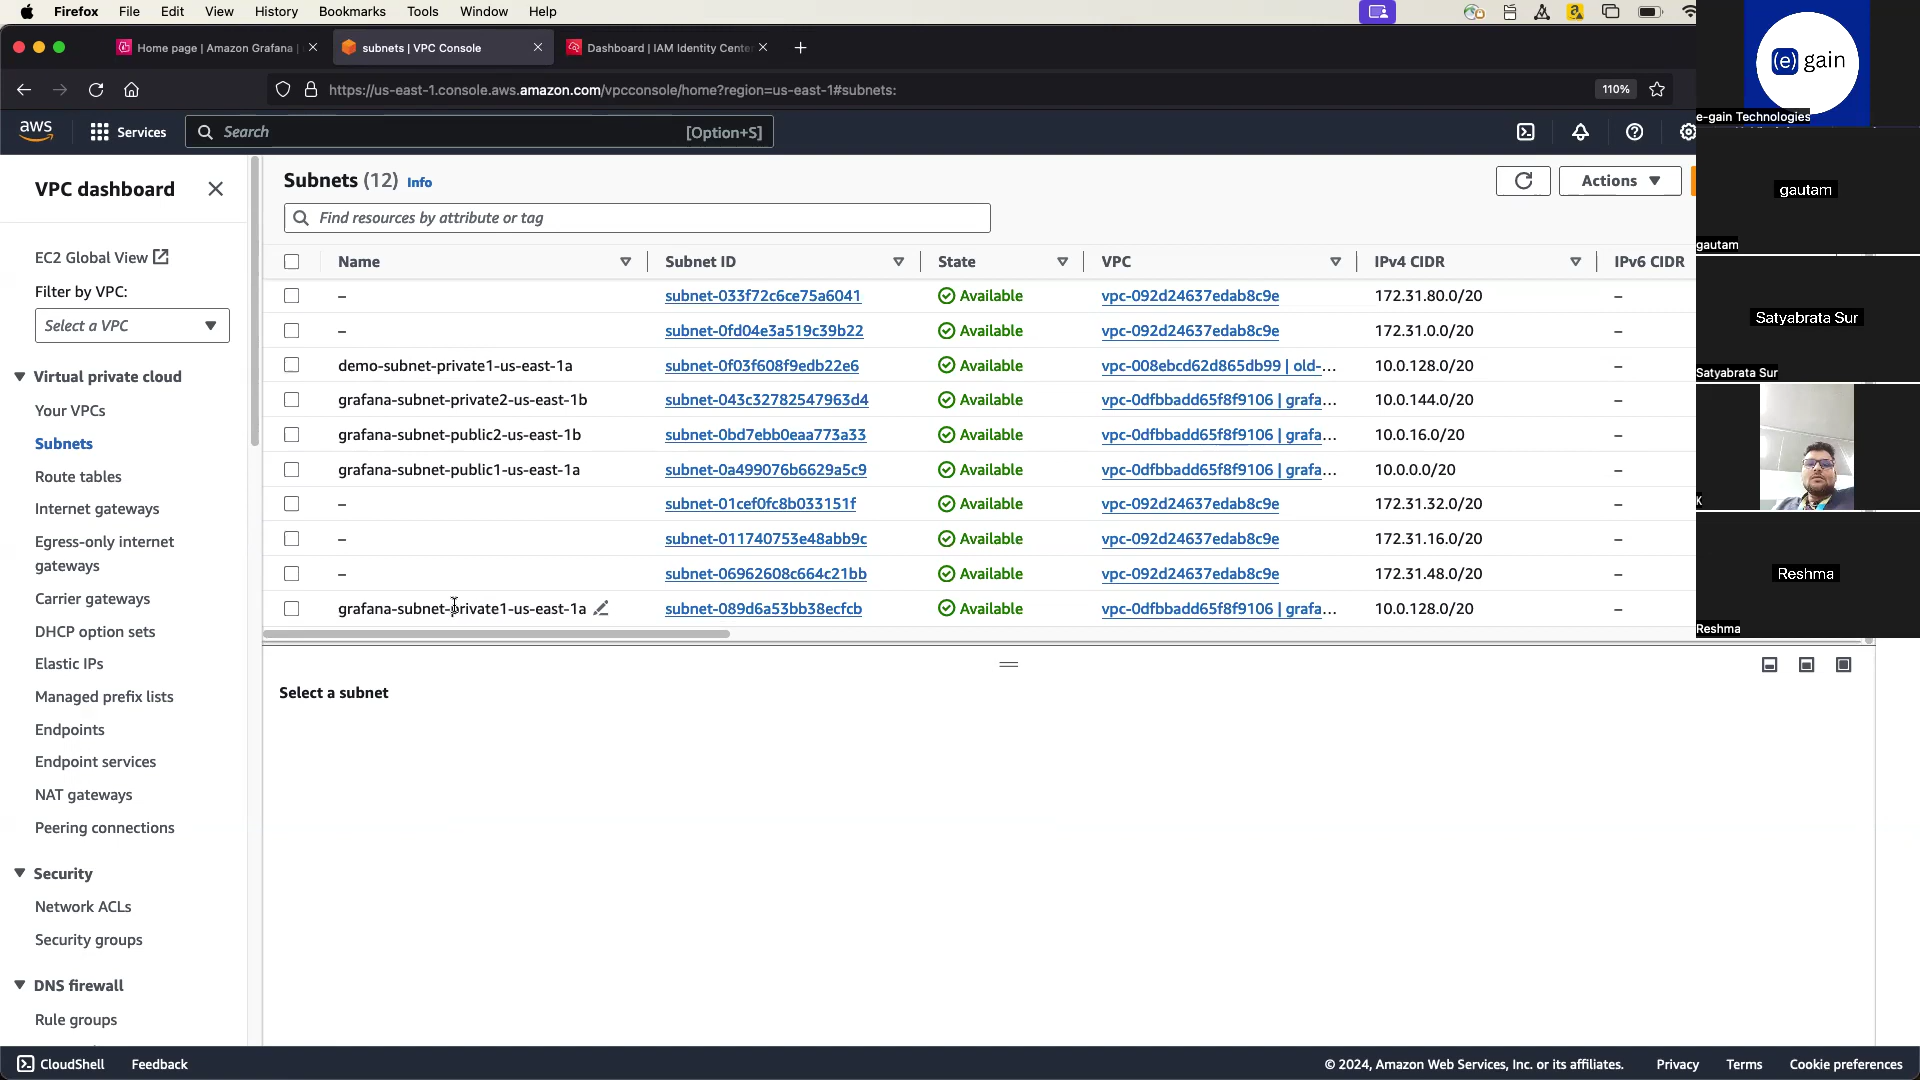 Firefox File Edit View History Bookmarks Tools Window Help
Home page | Amazon Grafana |
subnets | VPC Console
Dashboard | IAM Identity Center
https://us-east-1.console.aws.amazon.com/vpcconsole/home?region=us-east-1#subnets:
110%
aws
Services
Search
[Option+S]
VPC dashboard
EC2 Global View
Filter by VPC:
Select a VPC
Virtual private cloud
Your VPCs
Subnets
Route tables
Internet gateways
Egress-only internet
gateways
Carrier gateways
DHCP option sets
Elastic IPs
Managed prefix lists
Endpoints
Endpoint services
NAT gateways
Peering connections
Security
Network ACLs
Security groups
DNS firewall
Rule groups
Subnets (12) Info
Actions
Find resources by attribute or tag
Name Subnet ID State VPC IPv4 CIDR IPv6 CIDR
– subnet-033f72c6ce75a6041 Available vpc-092d24637edab8c9e 172.31.80.0/20 –
– subnet-0fd04e3a519c39b22 Available vpc-092d24637edab8c9e 172.31.0.0/20 –
demo-subnet-private1-us-east-1a subnet-0f03f608f9edb22e6 Available vpc-008ebcd62d865db99 | old-... 10.0.128.0/20 –
grafana-subnet-private2-us-east-1b subnet-043c32782547963d4 Available vpc-0dfbbadd65f8f9106 | grafa... 10.0.144.0/20 –
grafana-subnet-public2-us-east-1b subnet-0bd7ebb0eaa773a33 Available vpc-0dfbbadd65f8f9106 | grafa... 10.0.16.0/20 –
grafana-subnet-public1-us-east-1a subnet-0a499076b6629a5c9 Available vpc-0dfbbadd65f8f9106 | grafa... 10.0.0.0/20 –
– subnet-01cef0fc8b033151f Available vpc-092d24637edab8c9e 172.31.32.0/20 –
– subnet-011740753e48abb9c Available vpc-092d24637edab8c9e 172.31.16.0/20 –
– subnet-06962608c664c21bb Available vpc-092d24637edab8c9e 172.31.48.0/20 –
grafana-subnet-private1-us-east-1a subnet-089d6a53bb38ecfcb Available vpc-0dfbbadd65f8f9106 | grafa... 10.0.128.0/20 –
Select a subnet
(e) gain
e-gain Technologies
gautam
gautam
Satyabrata Sur
Satyabrata Sur
K
Reshma
Reshma
CloudShell Feedback
© 2024, Amazon Web Services, Inc. or its affiliates. Privacy Terms Cookie preferences